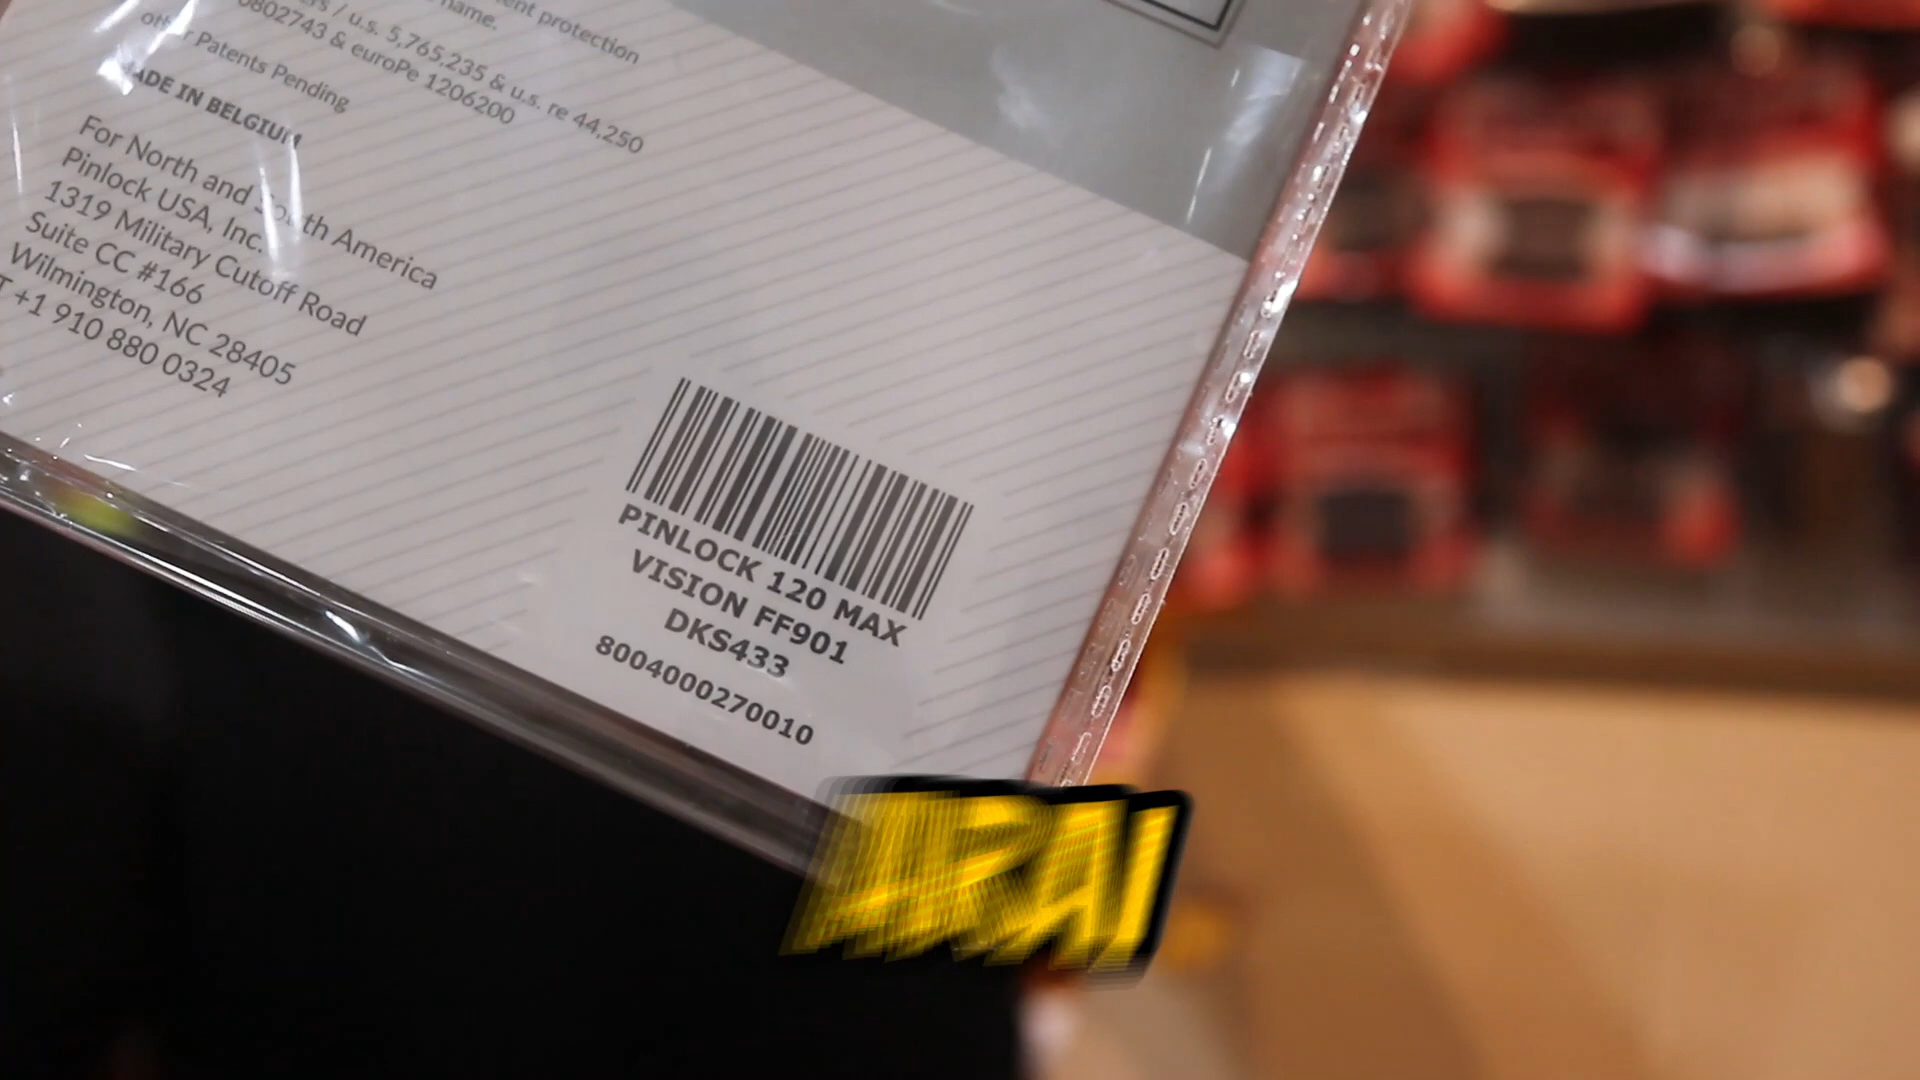 ent protection
name.
rs / u.s. 5,765,235 & u.s. re 44,250
0802743 & euroPe 1206200
other Patents Pending
MADE IN BELGIUM
For North and South America
Pinlock USA, Inc.
1319 Military Cutoff Road
Suite CC #166
Wilmington, NC 28405
T +1 910 880 0324
PINLOCK 120 MAX
VISION FF901
DKS433
8004000270010
ARAI